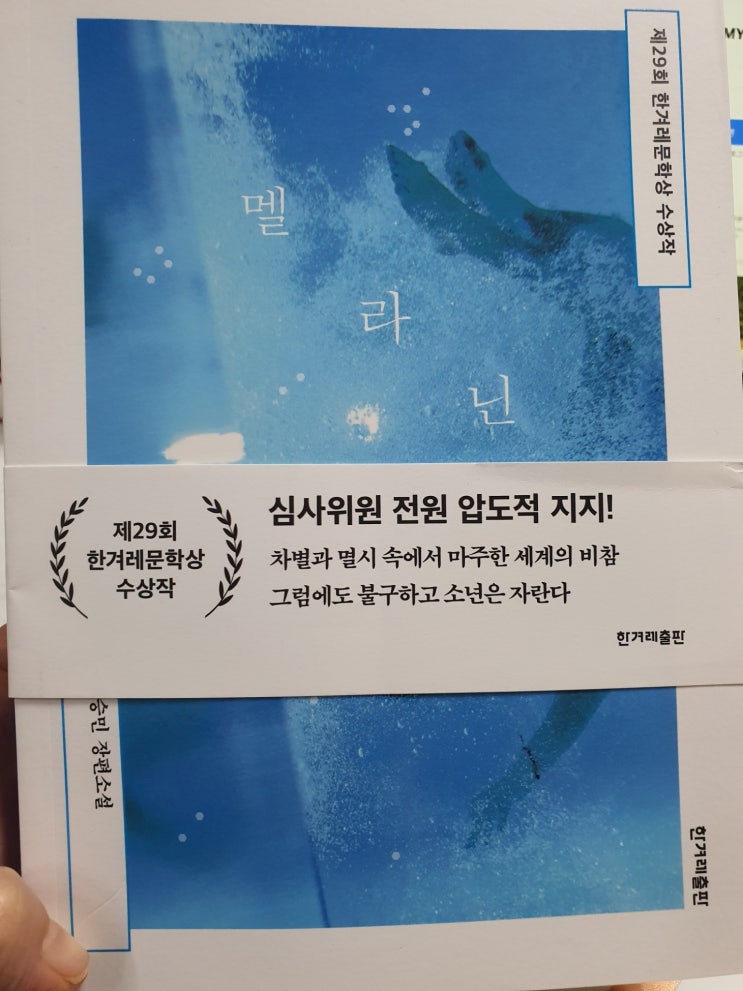 제29회 한겨레문학상 수상작
멜
라
닌
제29회
한겨레문학상
수상작
심사위원 전원 압도적 지지!
차별과 멸시 속에서 마주한 세계의 비참
그럼에도 불구하고 소년은 자란다
한겨레출판
승민 장편소설
한겨레출판
MY